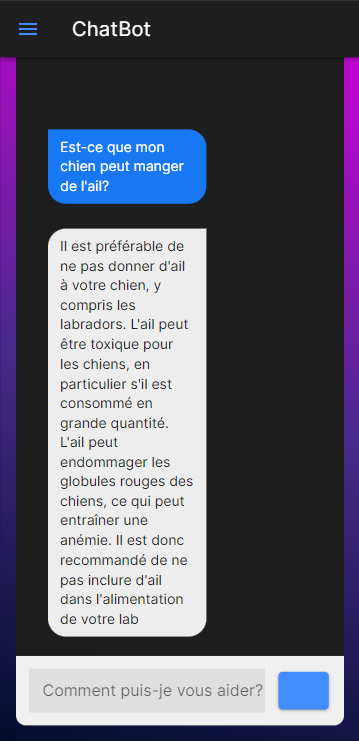 ChatBot
Est-ce que mon
chien peut manger
de l'ail?
Il est préférable de
ne pas donner d'ail
à votre chien, y
compris les
labradors. L'ail peut
être toxique pour
les chiens, en
particulier s'il est
consommé en
grande quantité.
L'ail peut
endommager les
globules rouges des
chiens, ce qui peut
entraîner une
anémie. Il est donc
recommandé de ne
pas inclure d'ail
dans l'alimentation
de votre lab
Comment puis-je vous aider?